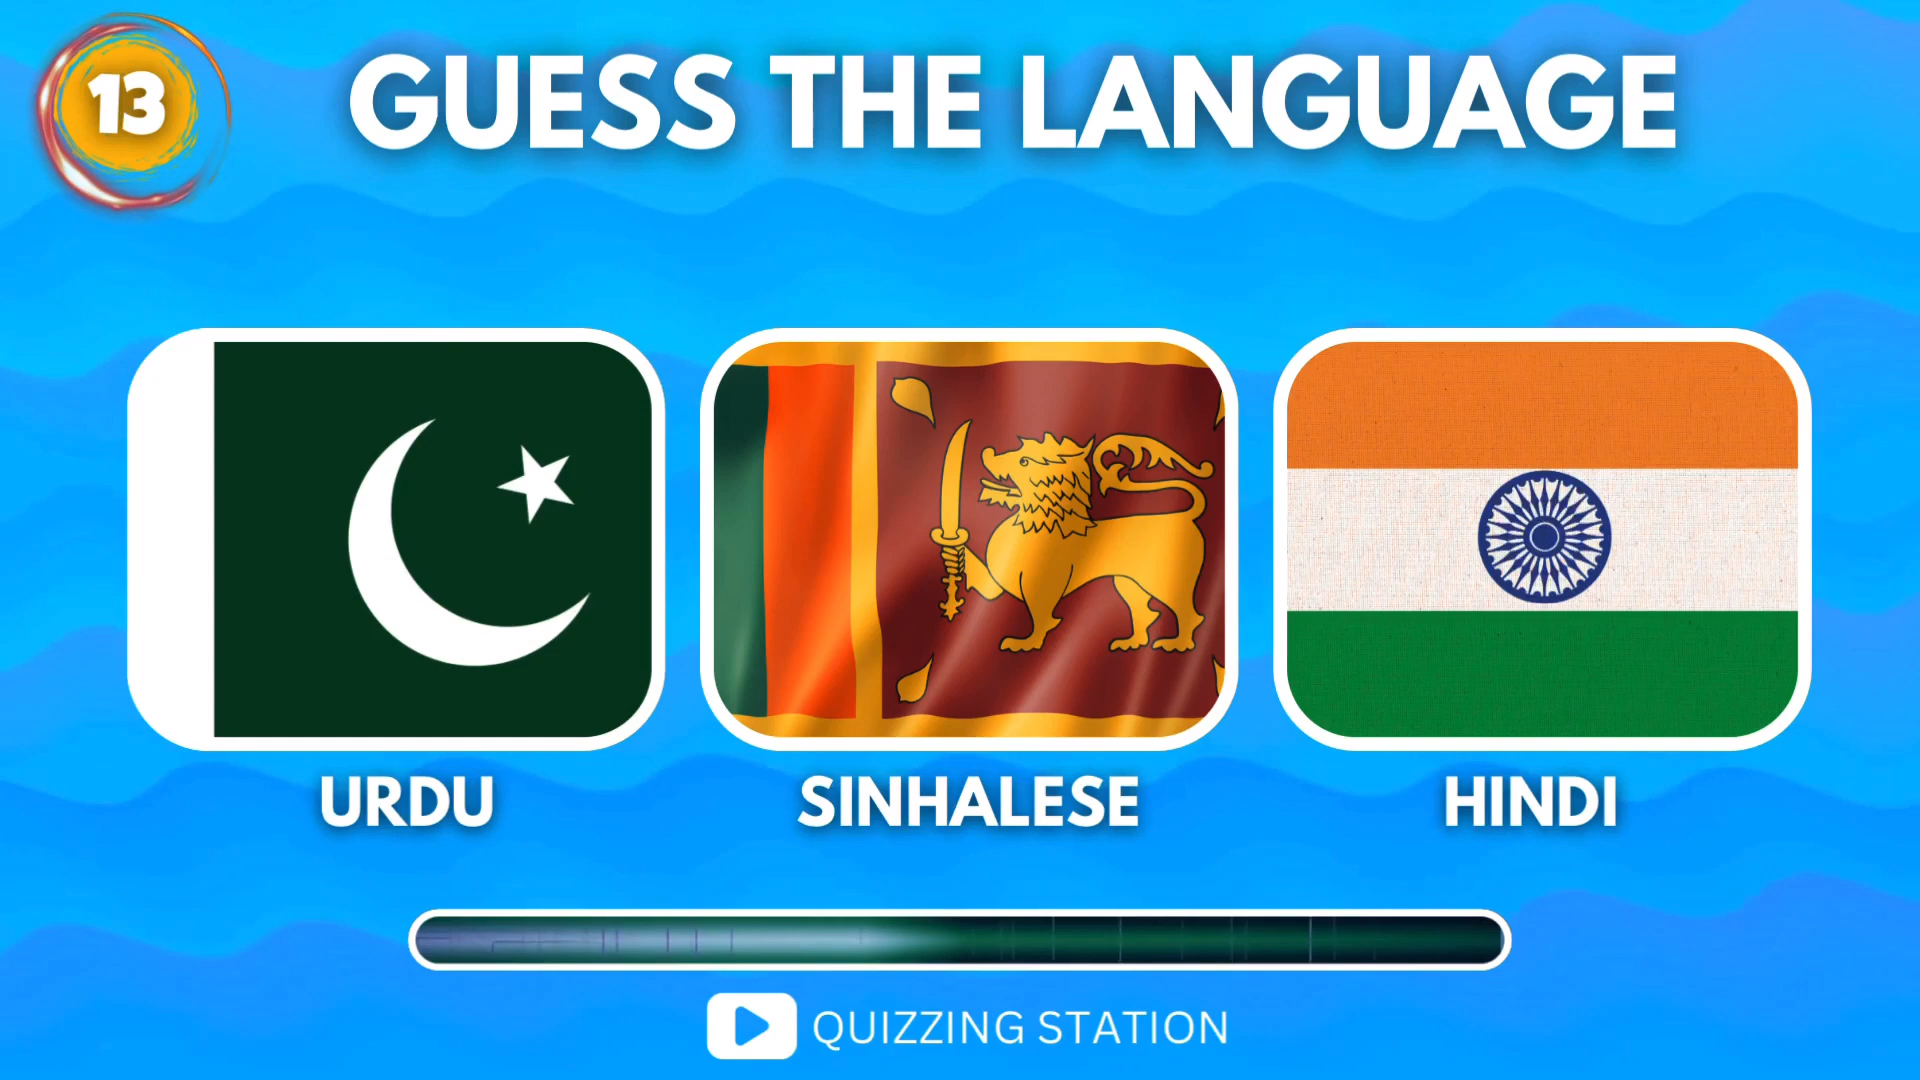 13
GUESS THE LANGUAGE
URDU
SINHALESE
HINDI
QUIZZING STATION